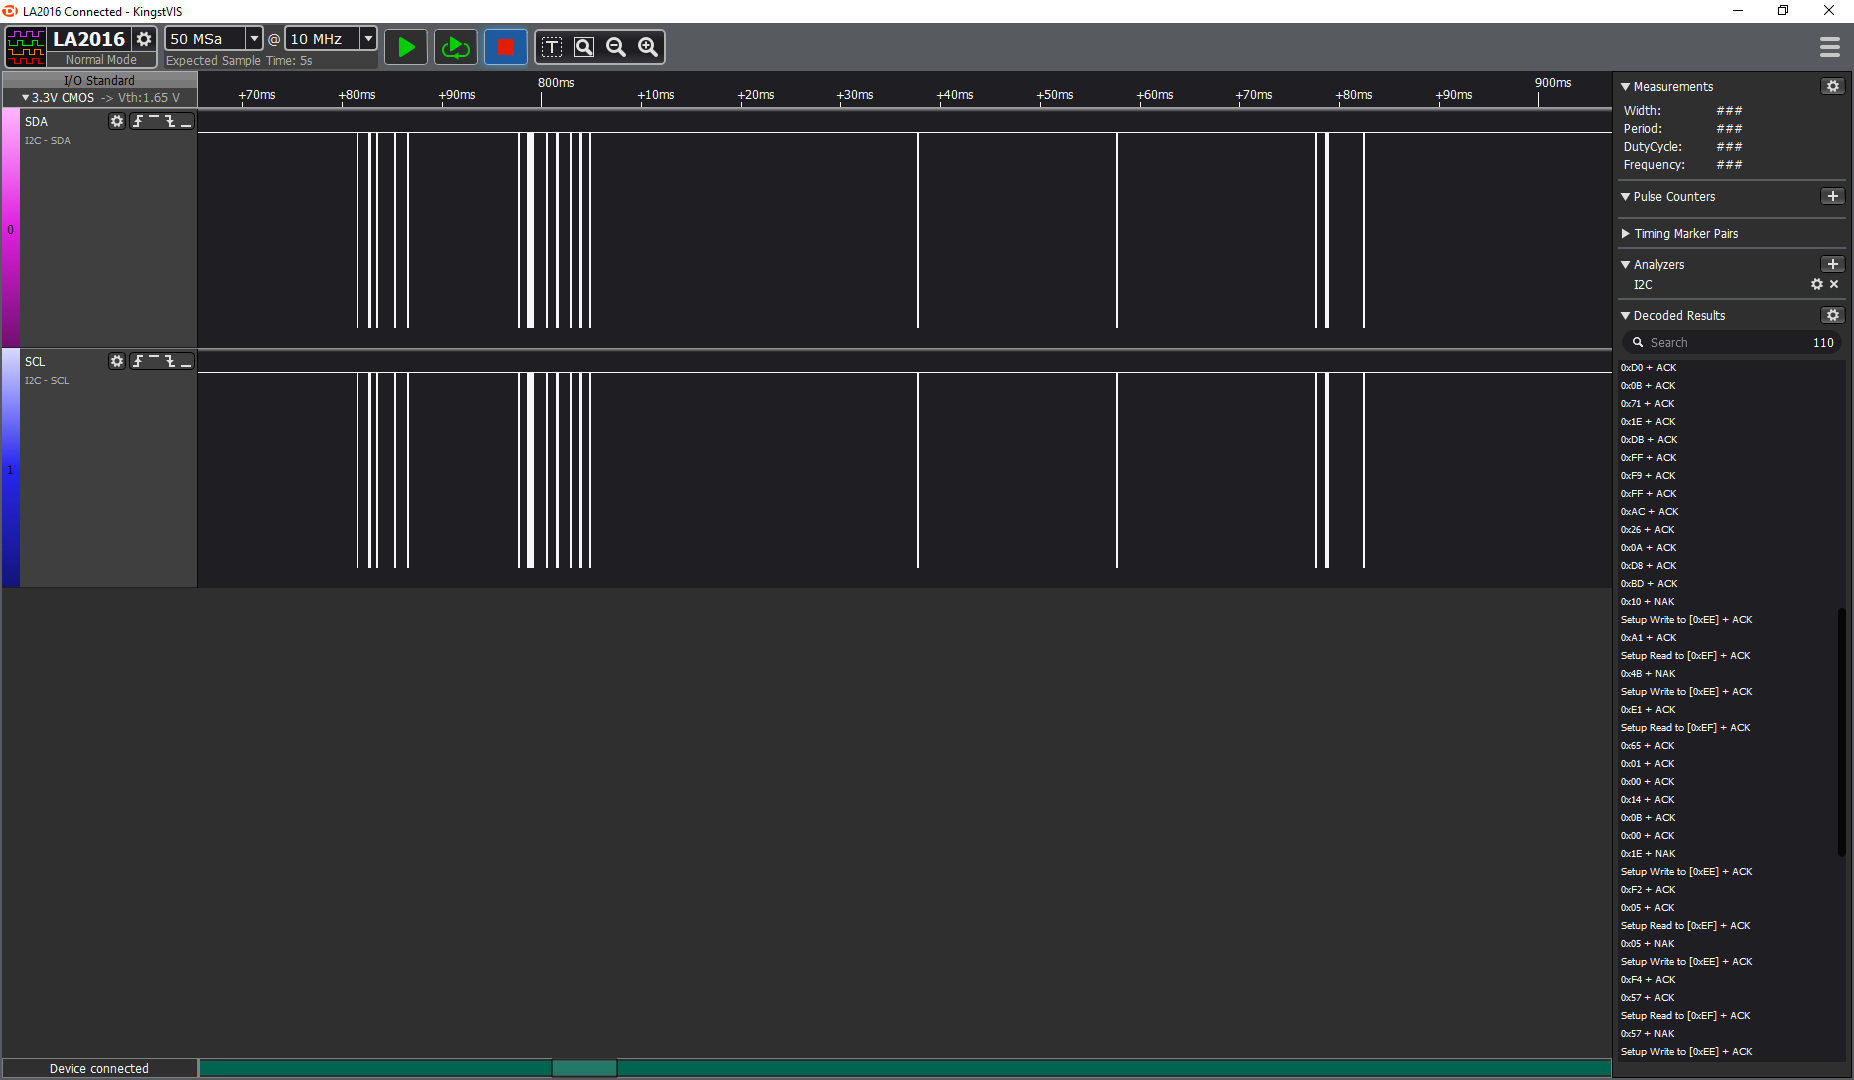 LA2016 Connected - KingstVIS
LA2016
Normal Mode
50 MSa @ 10 MHz
Expected Sample Time: 5s
T
I/O Standard
3.3V CMOS -> Vth:1.65 V
800ms 900ms
+70ms +80ms +90ms +10ms +20ms +30ms +40ms +50ms +60ms +70ms +80ms +90ms
SDA
I2C - SDA
0
SCL
I2C - SCL
1
Measurements
Width: ###
Period: ###
DutyCycle: ###
Frequency: ###
Pulse Counters
Timing Marker Pairs
Analyzers
I2C
Decoded Results
Search 110
0xD0 + ACK
0x0B + ACK
0x71 + ACK
0x1E + ACK
0xDB + ACK
0xFF + ACK
0xF9 + ACK
0xFF + ACK
0xAC + ACK
0x26 + ACK
0x0A + ACK
0xD8 + ACK
0xBD + ACK
0x10 + NAK
Setup Write to [0xEE] + ACK
0xA1 + ACK
Setup Read to [0xEF] + ACK
0x4B + NAK
Setup Write to [0xEE] + ACK
0xE1 + ACK
Setup Read to [0xEF] + ACK
0x65 + ACK
0x01 + ACK
0x00 + ACK
0x14 + ACK
0x0B + ACK
0x00 + ACK
0x1E + NAK
Setup Write to [0xEE] + ACK
0xF2 + ACK
0x05 + ACK
Setup Read to [0xEF] + ACK
0x05 + NAK
Setup Write to [0xEE] + ACK
0xF4 + ACK
0x57 + ACK
Setup Read to [0xEF] + ACK
0x57 + NAK
Setup Write to [0xEE] + ACK
Device connected